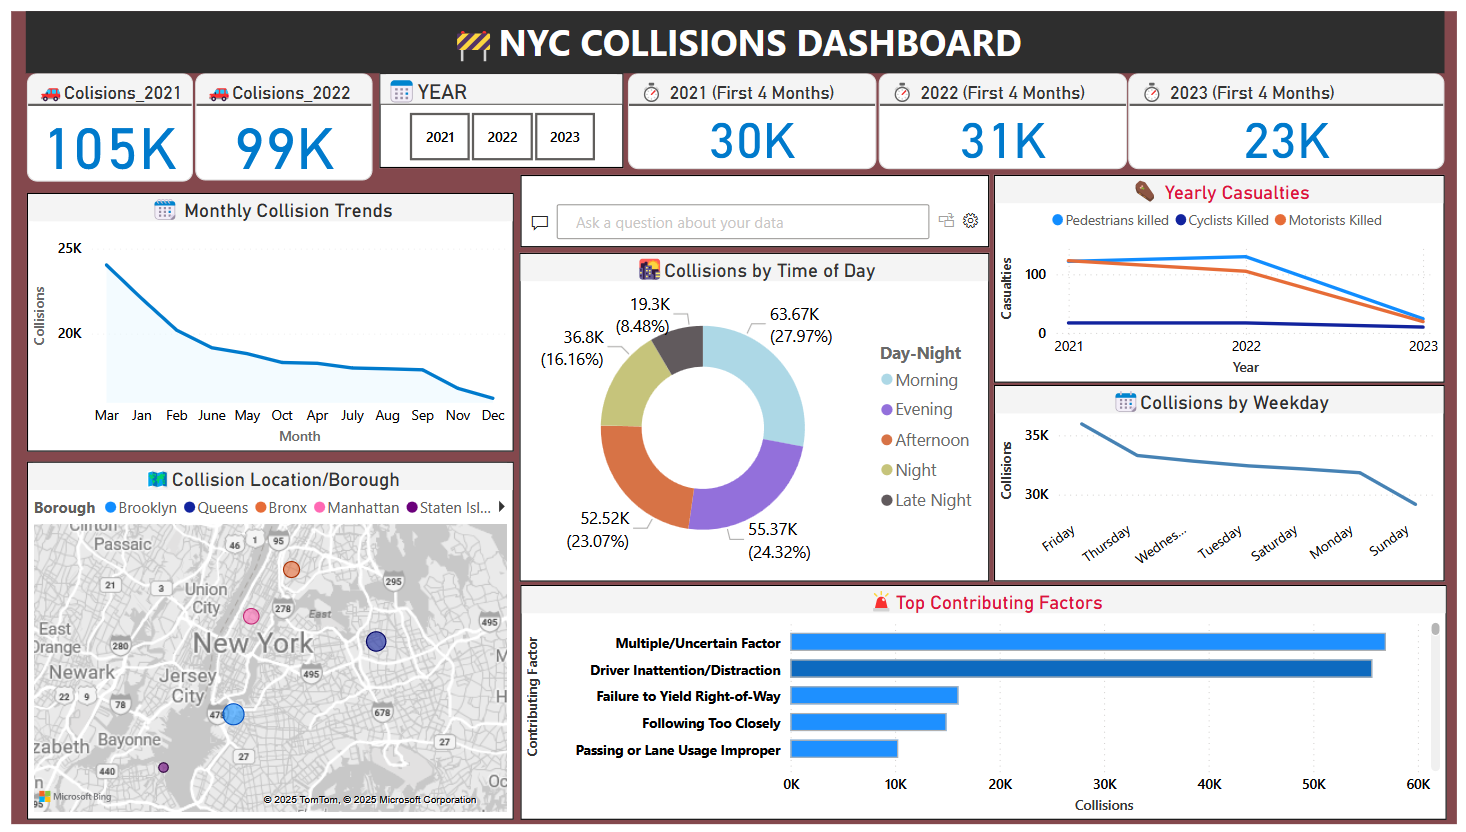 NYC COLLISIONS DASHBOARD
Colisions_2021
105K
Colisions_2022
99K
YEAR
2021 2022 2023
2021 (First 4 Months)
30K
2022 (First 4 Months)
31K
2023 (First 4 Months)
23K
Monthly Collision Trends
25K
20K
Collisions
Mar Jan Feb June May Oct Apr July Aug Sep Nov Dec
Month
Ask a question about your data
Collisions by Time of Day
19.3K
(8.48%)
63.67K
(27.97%)
36.8K
(16.16%)
52.52K
(23.07%)
55.37K
(24.32%)
Day-Night
Morning
Evening
Afternoon
Night
Late Night
Yearly Casualties
Pedestrians killed Cyclists Killed Motorists Killed
Casualties
100
0
2021 2022 2023
Year
Collisions by Weekday
35K
30K
Collisions
Friday Thursday Wednes... Tuesday Saturday Monday Sunday
Collision Location/Borough
Borough Brooklyn Queens Bronx Manhattan Staten Isl...
Clifton
Passaic
46 1 95
21
3
Union
City
278
East
295
495
East
Orange
280
New York
Newark
Jersey
City
495
22 9
78
478
678
zabeth
Bayonne
27
27
440
Oc
n
95
M
H
Microsoft Bing
© 2025 TomTom, © 2025 Microsoft Corporation
Top Contributing Factors
Contributing Factor
Multiple/Uncertain Factor
Driver Inattention/Distraction
Failure to Yield Right-of-Way
Following Too Closely
Passing or Lane Usage Improper
0K 10K 20K 30K 40K 50K 60K
Collisions